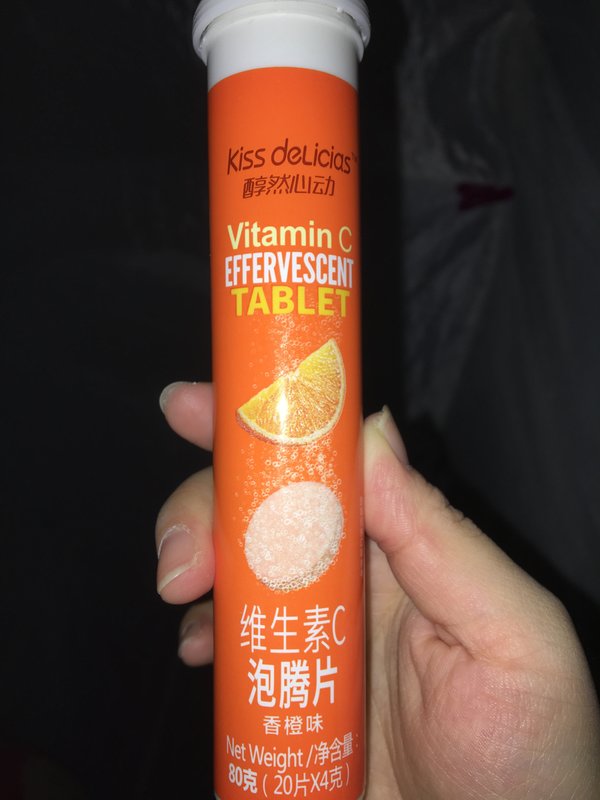 Kiss deLicias™
醇然心动
Vitamin C
EFFERVESCENT
TABLET
维生素C
泡腾片
香橙味
Net Weight /净含量:
80克 (20片X4克)